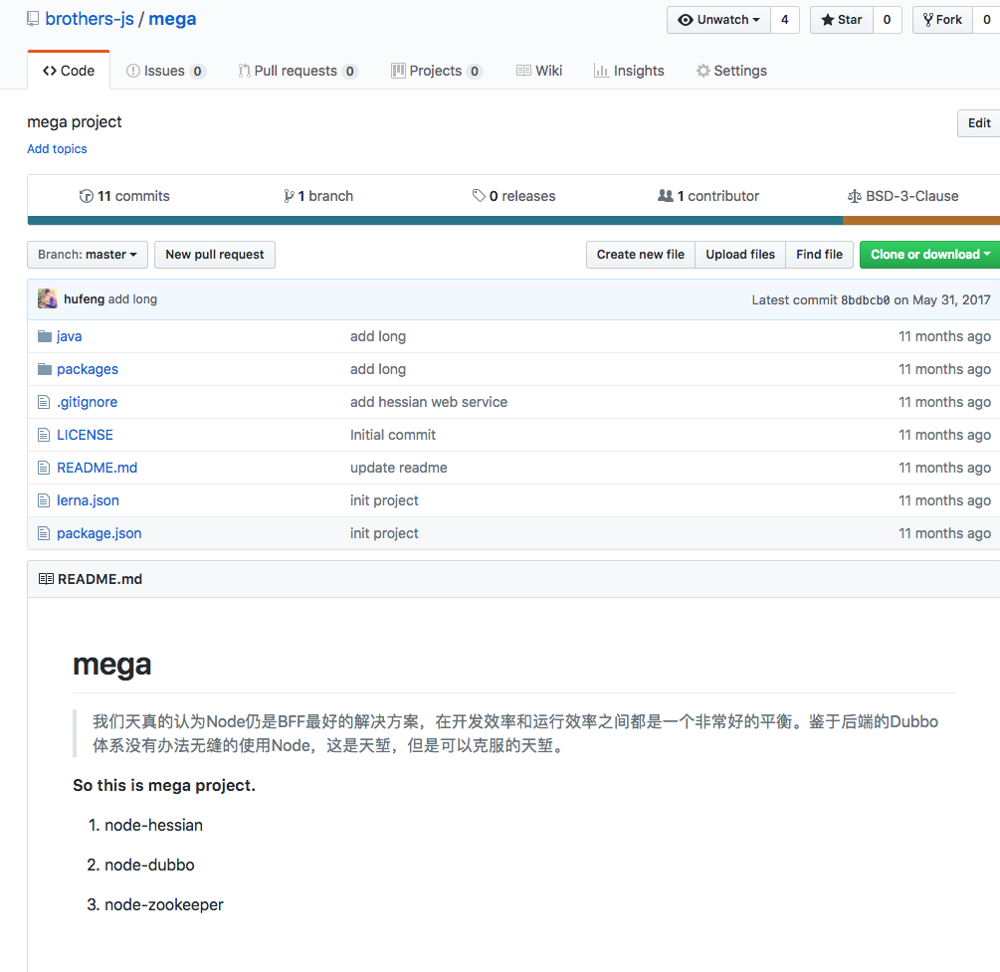 brothers-js / mega Unwatch 4 Star 0 Fork 0
Code Issues 0 Pull requests 0 Projects 0 Wiki Insights Settings
mega project Edit
Add topics
11 commits 1 branch 0 releases 1 contributor BSD-3-Clause
Branch: master New pull request Create new file Upload files Find file Clone or download
hufeng add long Latest commit 8bdbcb0 on May 31, 2017
java add long 11 months ago
packages add long 11 months ago
.gitignore add hessian web service 11 months ago
LICENSE Initial commit 11 months ago
README.md update readme 11 months ago
lerna.json init project 11 months ago
package.json init project 11 months ago
README.md
mega
我们天真的认为Node仍是BFF最好的解决方案，在开发效率和运行效率之间都是一个非常好的平衡。鉴于后端的Dubbo
体系没有办法无缝的使用Node，这是天堑，但是可以克服的天堑。
So this is mega project.
1. node-hessian
2. node-dubbo
3. node-zookeeper